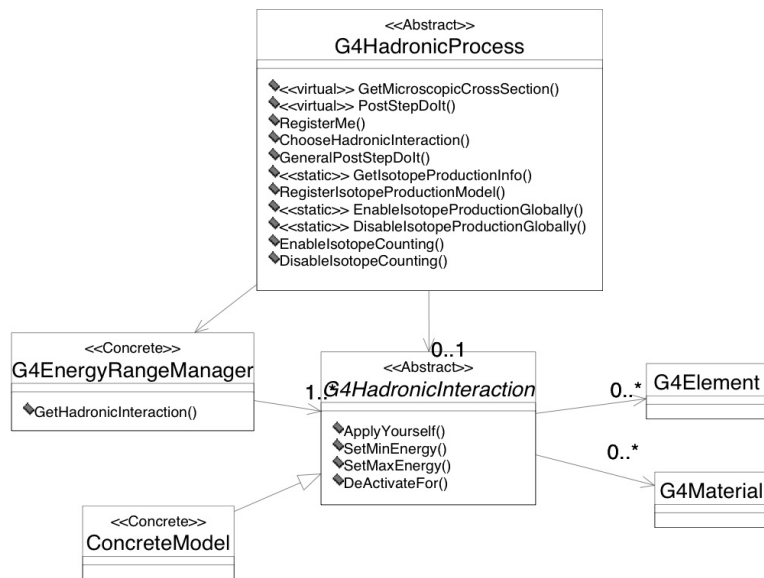 <<Abstract>>
G4HadronicProcess
<<virtual>> GetMicroscopicCrossSection()
<<virtual>> PostStepDoIt()
RegisterMe()
ChooseHadronicInteraction()
GeneralPostStepDoIt()
<<static>> GetIsotopeProductionInfo()
RegisterIsotopeProductionModel()
<<static>> EnableIsotopeProductionGlobally()
<<static>> DisableIsotopeProductionGlobally()
EnableIsotopeCounting()
DisableIsotopeCounting()
<<Concrete>>
G4EnergyRangeManager
GetHadronicInteraction()
0..1
<<Abstract>>
1..*
G4HadronicInteraction
ApplyYourself()
SetMinEnergy()
SetMaxEnergy()
DeActivateFor()
0..*
G4Element
0..*
G4Material
<<Concrete>>
ConcreteModel